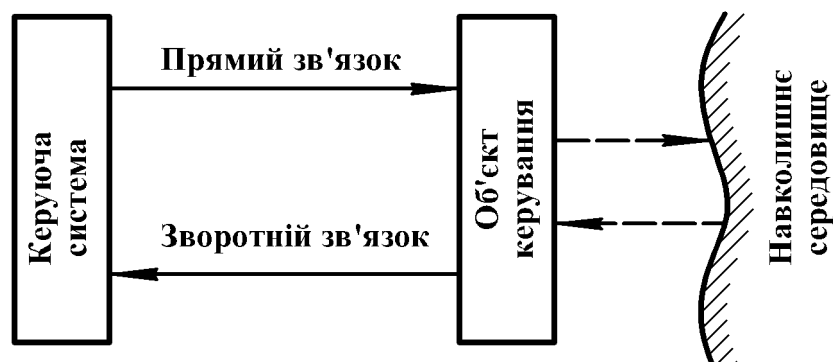 Керуюча
система
Прямий зв'язок
Зворотній зв'язок
Об'єкт
керування
Навколишнє
середовище